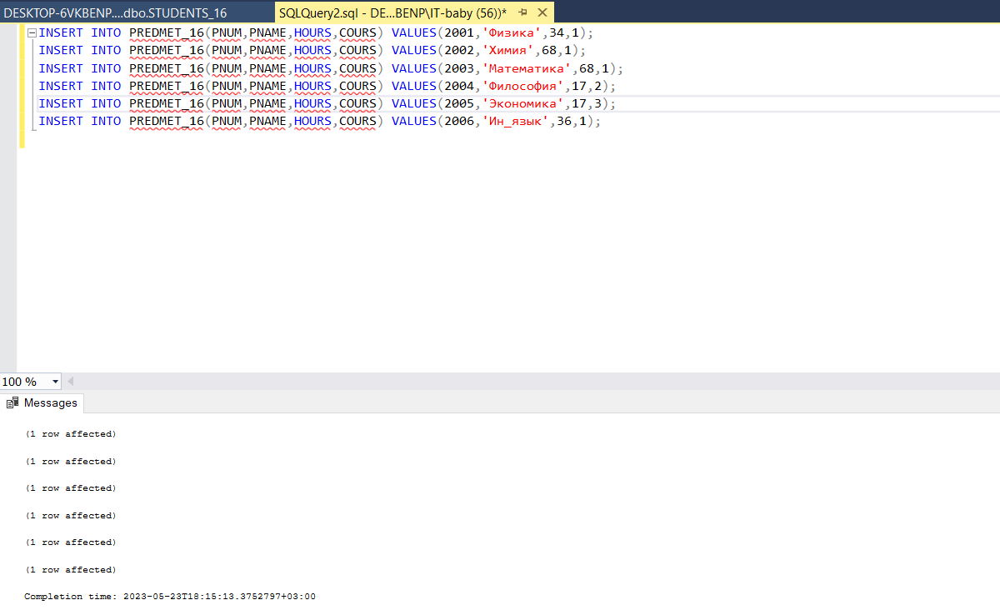 DESKTOP-6VKBENP....dbo.STUDENTS_16 SQLQuery2.sql - DE...BENP\IT-baby (56))*
INSERT INTO PREDMET_16(PNUM,PNAME,HOURS,COURS) VALUES(2001,'Физика',34,1);
INSERT INTO PREDMET_16(PNUM,PNAME,HOURS,COURS) VALUES(2002,'Химия',68,1);
INSERT INTO PREDMET_16(PNUM,PNAME,HOURS,COURS) VALUES(2003,'Математика',68,1);
INSERT INTO PREDMET_16(PNUM,PNAME,HOURS,COURS) VALUES(2004,'Философия',17,2);
INSERT INTO PREDMET_16(PNUM,PNAME,HOURS,COURS) VALUES(2005,'Экономика',17,3);
INSERT INTO PREDMET_16(PNUM,PNAME,HOURS,COURS) VALUES(2006,'Ин_язык',36,1);
100 %
Messages
(1 row affected)
(1 row affected)
(1 row affected)
(1 row affected)
(1 row affected)
(1 row affected)
Completion time: 2023-05-23T18:15:13.3752797+03:00